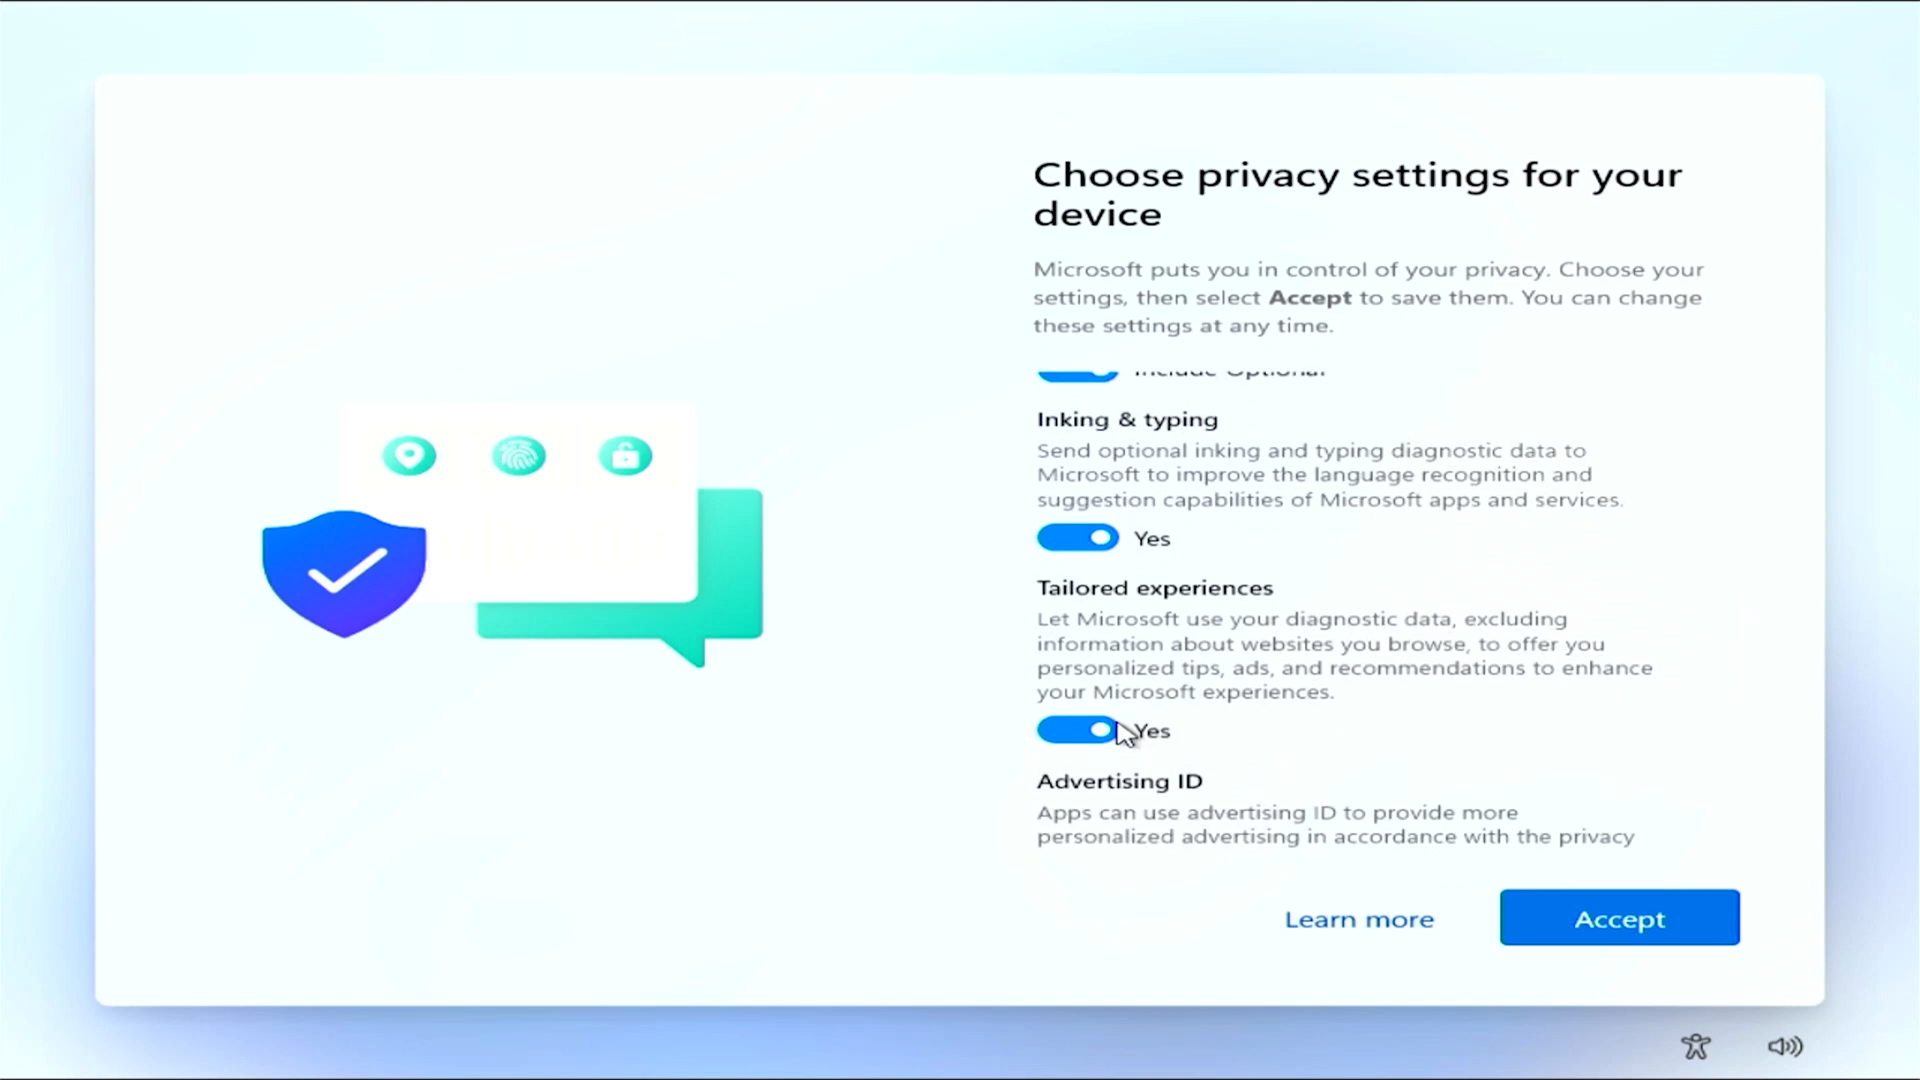 Choose privacy settings for your
device
Microsoft puts you in control of your privacy. Choose your
settings, then select Accept to save them. You can change
these settings at any time.
Include Optional
Inking & typing
Send optional inking and typing diagnostic data to
Microsoft to improve the language recognition and
suggestion capabilities of Microsoft apps and services.
Yes
Tailored experiences
Let Microsoft use your diagnostic data, excluding
information about websites you browse, to offer you
personalized tips, ads, and recommendations to enhance
your Microsoft experiences.
Yes
Advertising ID
Apps can use advertising ID to provide more
personalized advertising in accordance with the privacy
Learn more
Accept